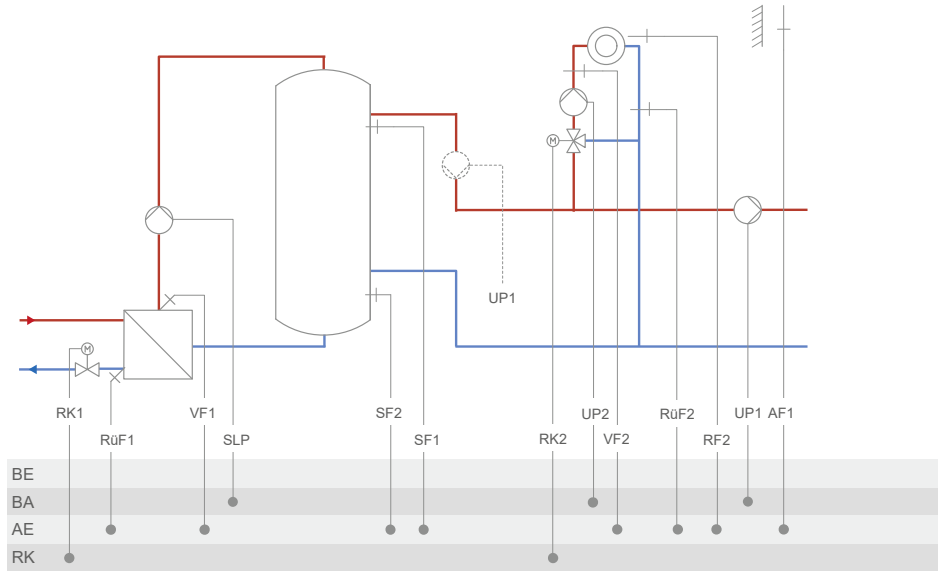 M
UP1
M
RK1
VF1
SF2
UP2
RüF2
UP1
AF1
RüF1
SLP
SF1
RK2
VF2
RF2
BE
BA
AE
RK